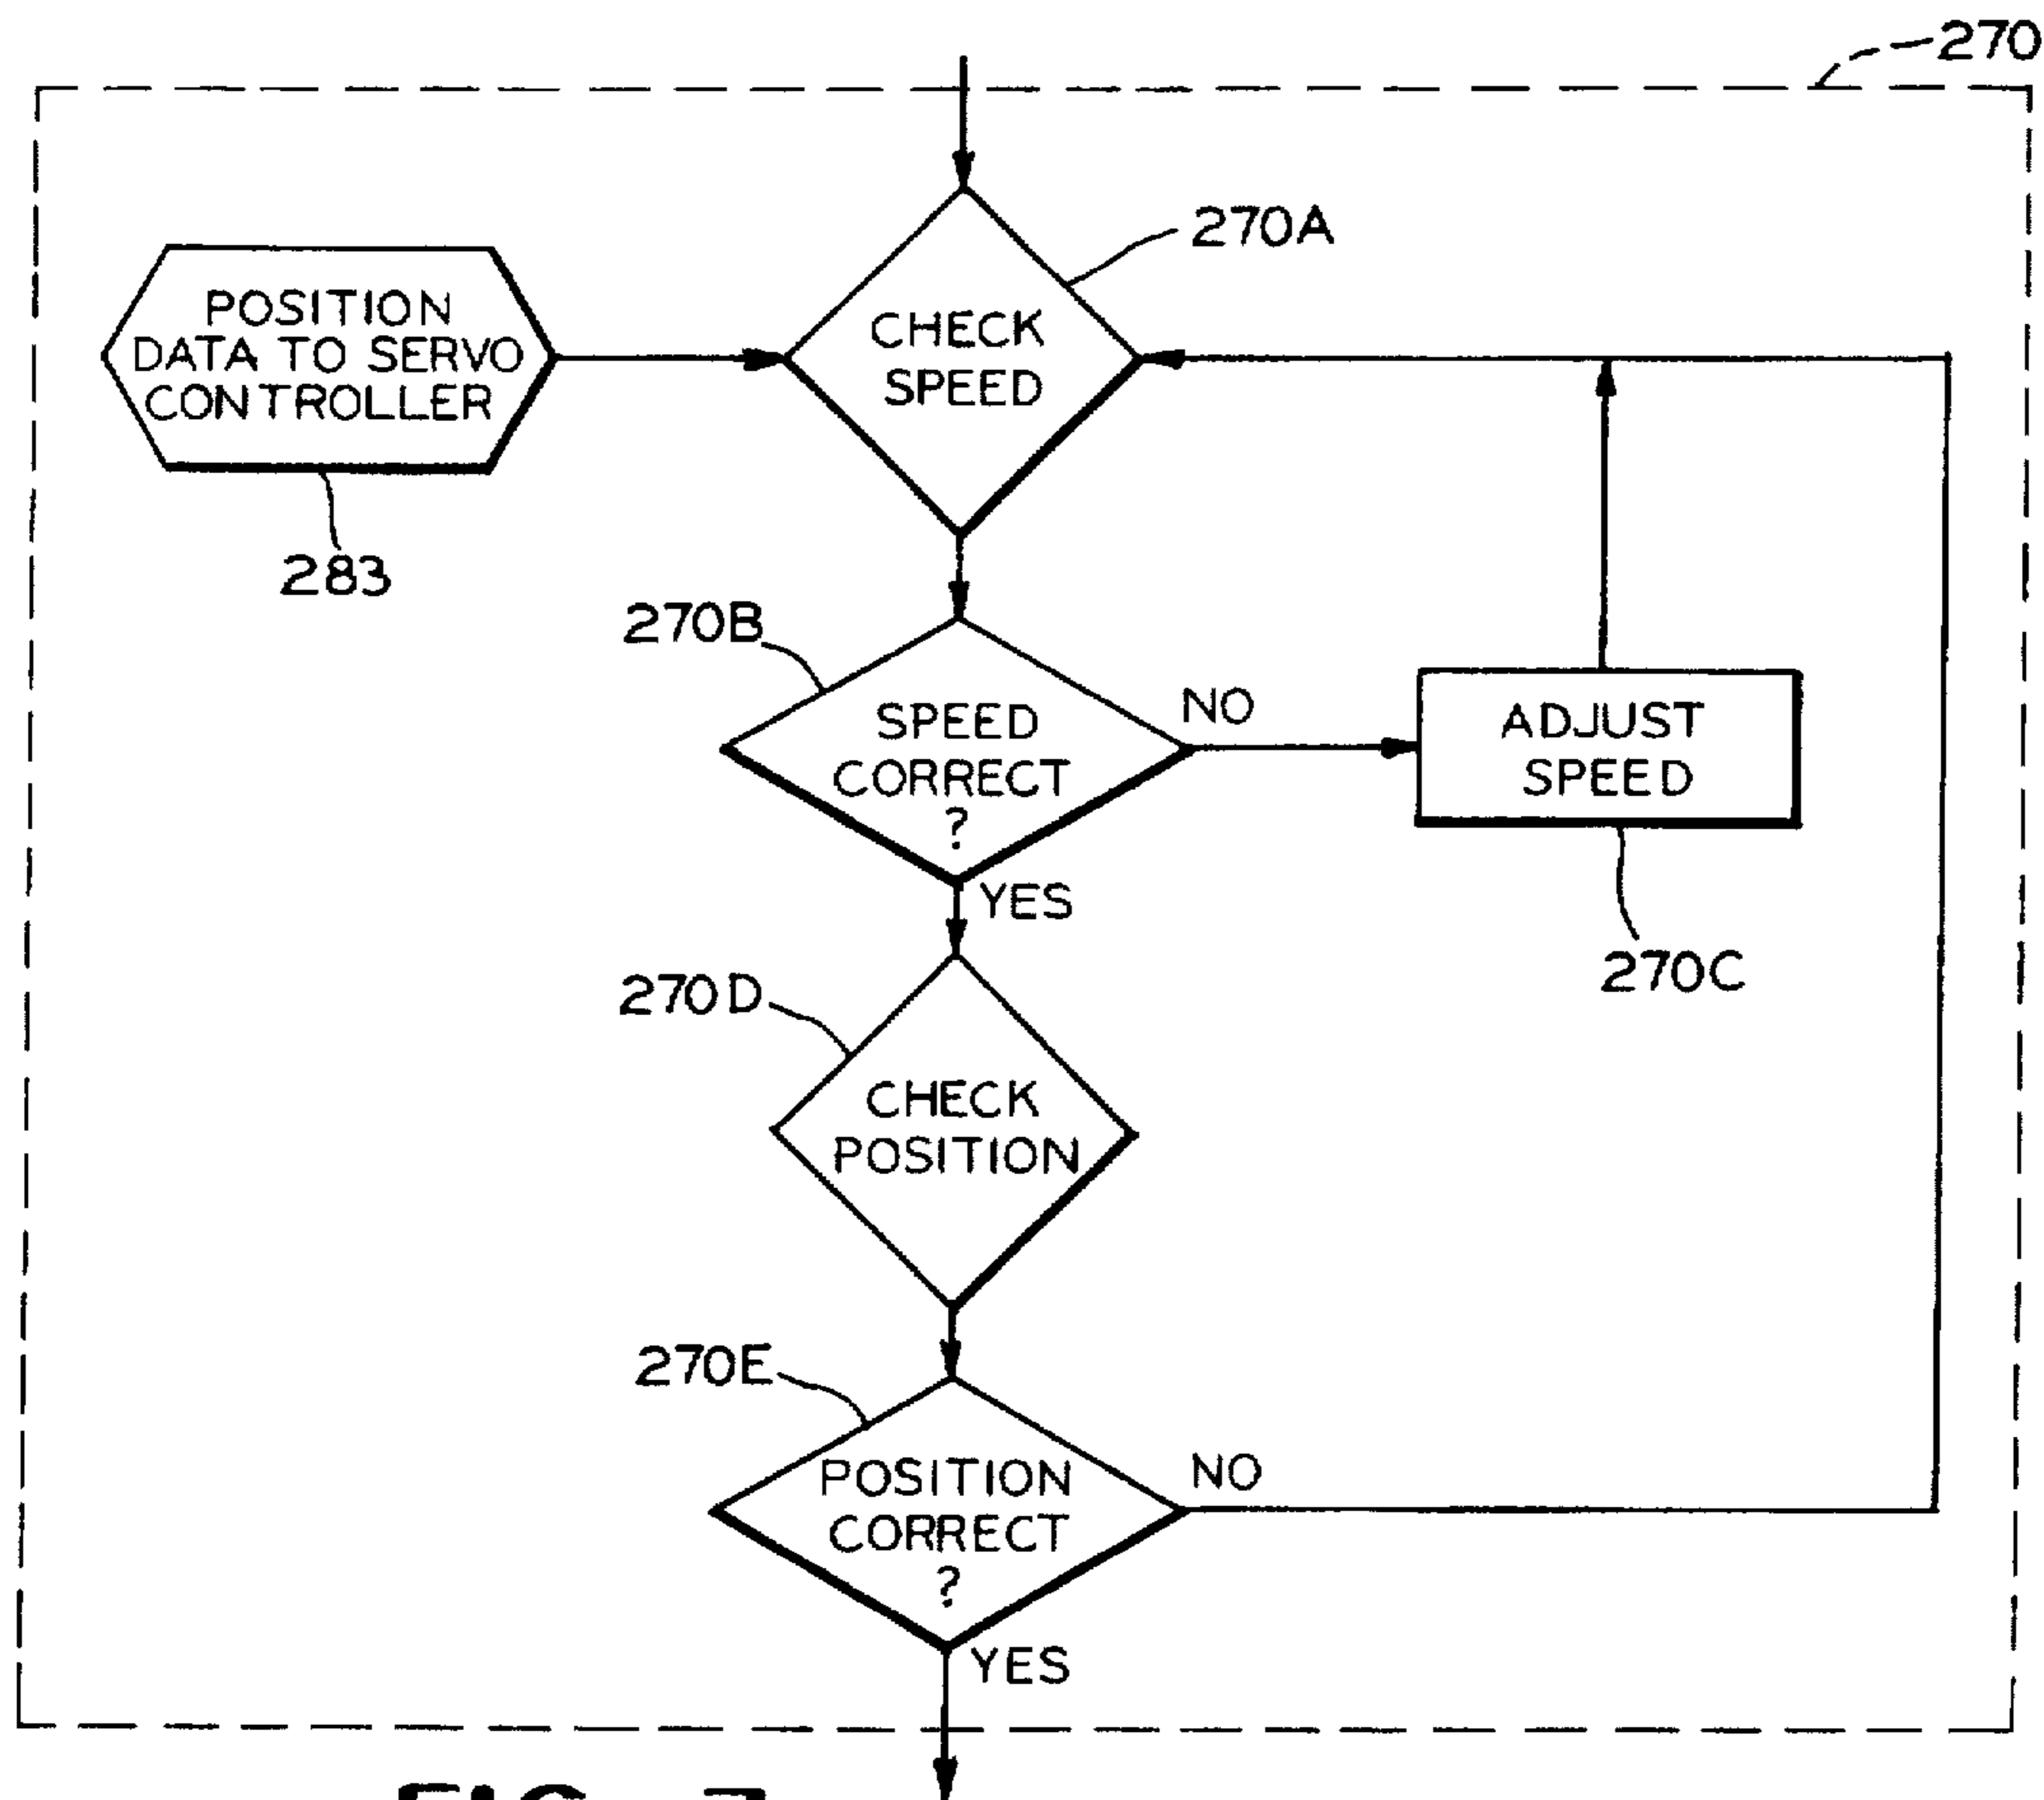 270
270A
POSITION
DATA TO SERVO
CONTROLLER
CHECK
SPEED
283
270B
SPEED
CORRECT
?
NO
ADJUST
SPEED
YES
270C
270D
CHECK
POSITION
270E
POSITION
CORRECT
?
NO
YES